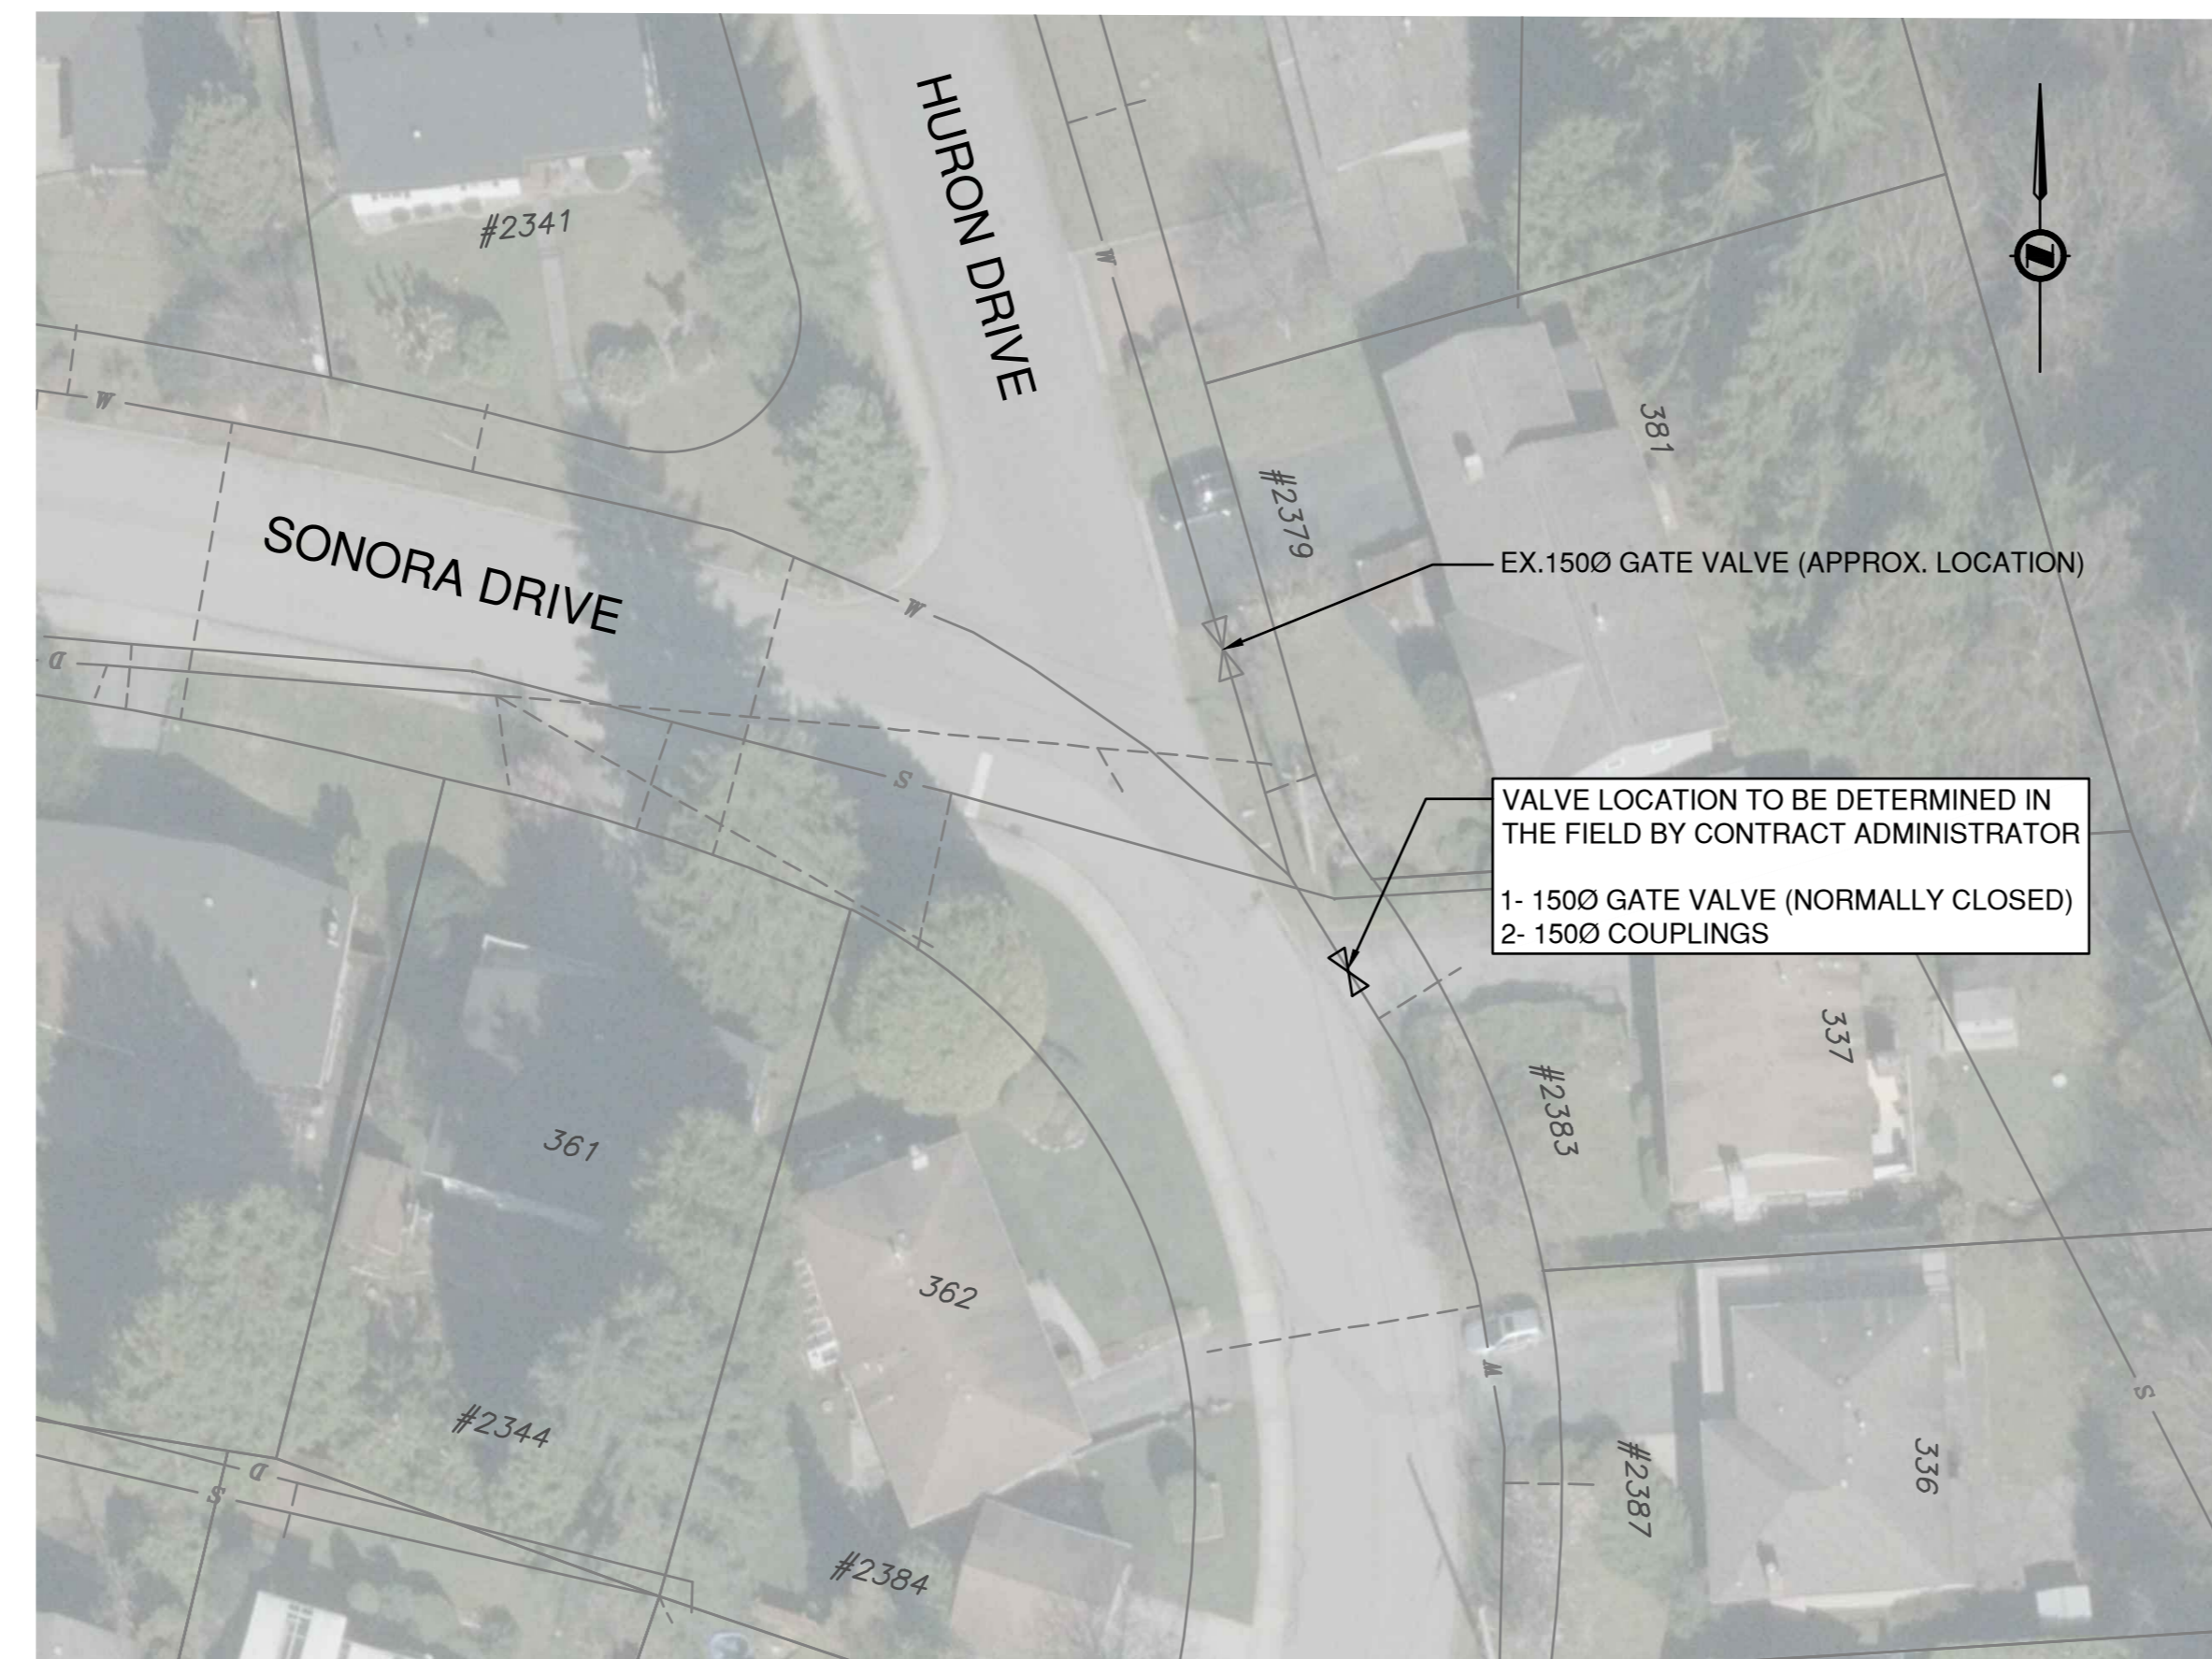 HURON DRIVE
#2341
381
W
W
#2379
SONORA DRIVE
EX.150Ø GATE VALVE (APPROX. LOCATION)
W
D
S
VALVE LOCATION TO BE DETERMINED IN
THE FIELD BY CONTRACT ADMINISTRATOR
1- 150Ø GATE VALVE (NORMALLY CLOSED)
2- 150Ø COUPLINGS
337
#2383
361
362
W
S
#2344
336
D
S
#2387
#2384